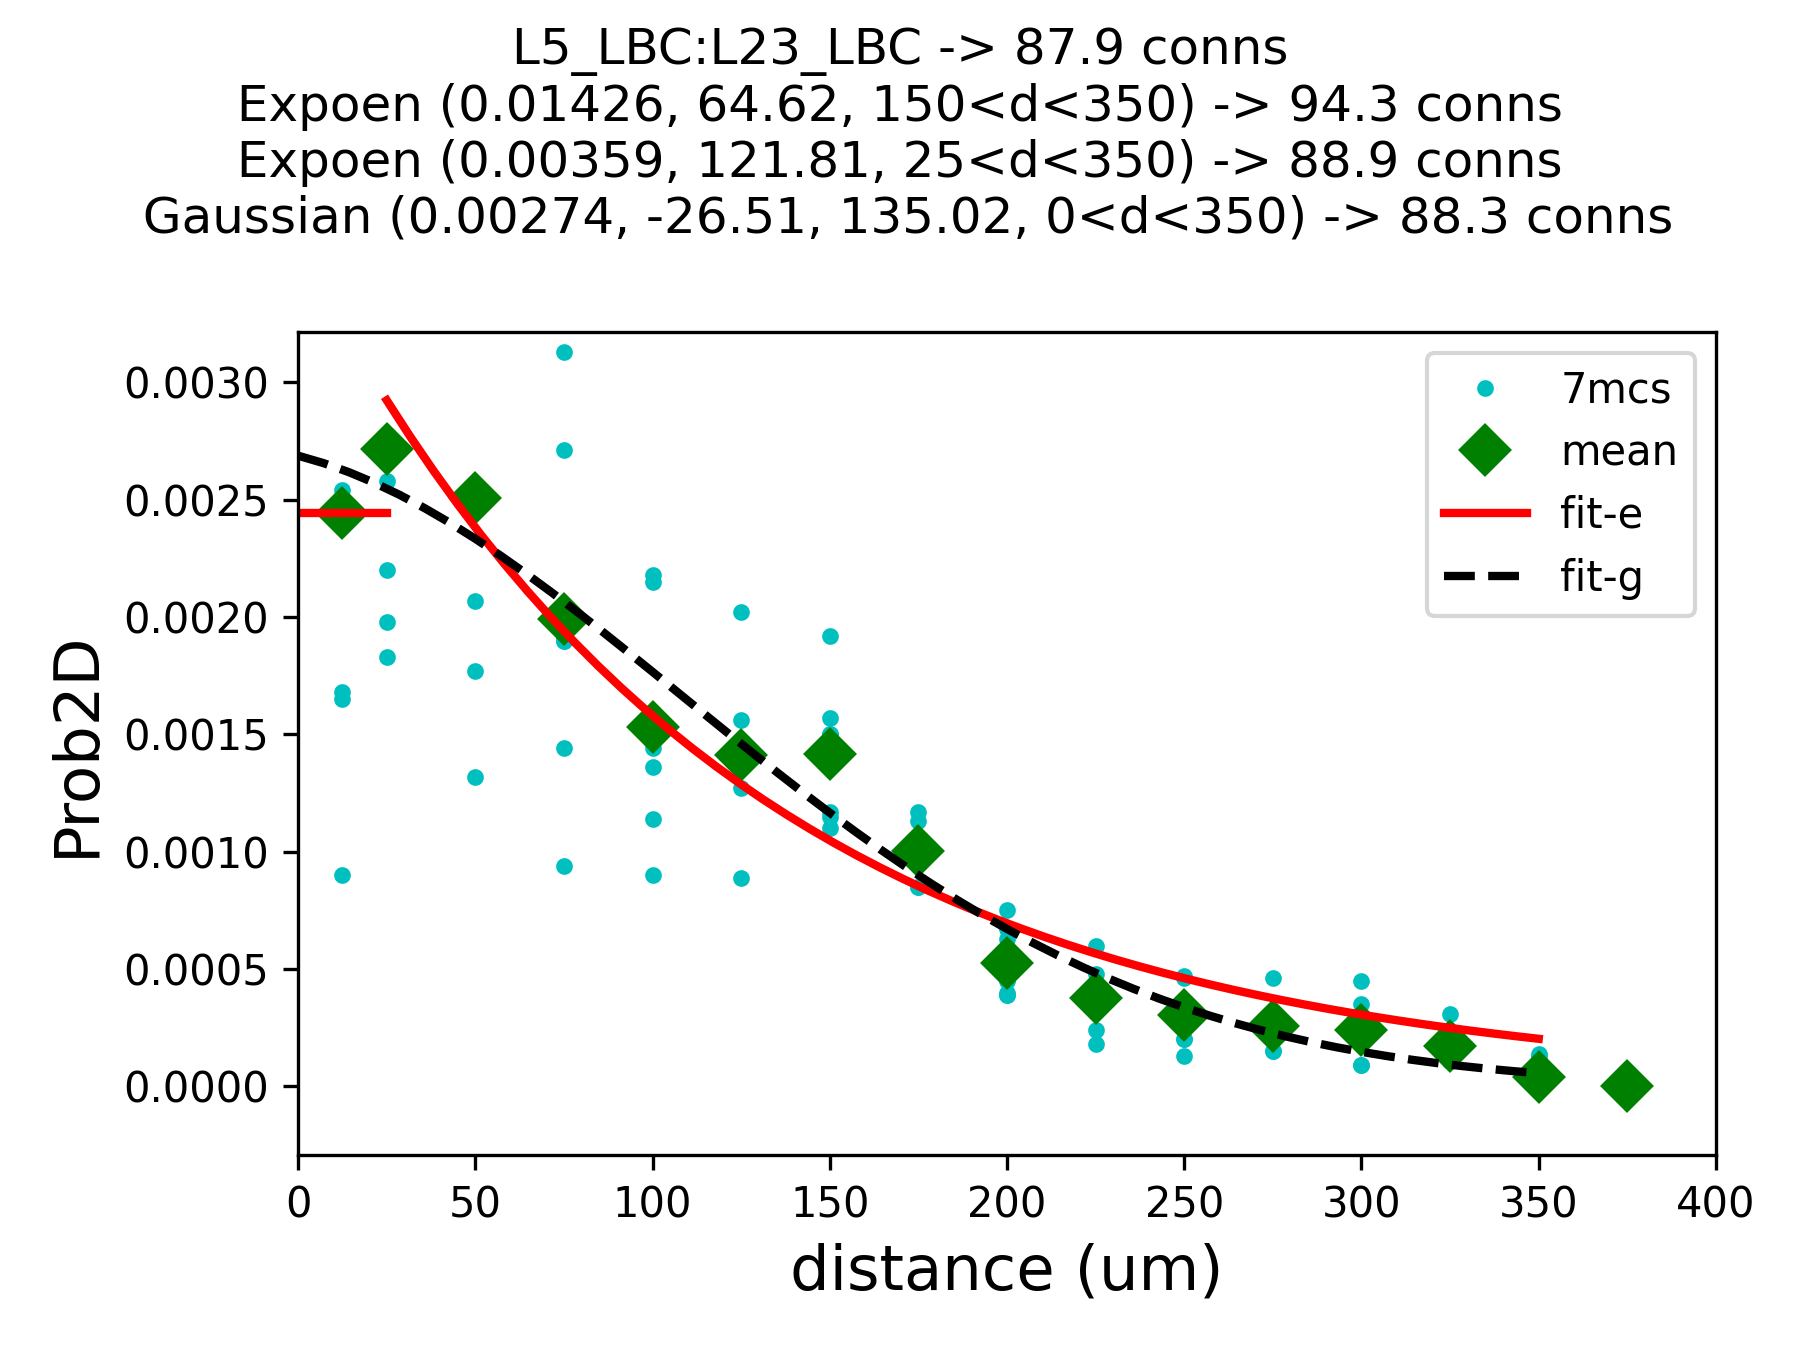 L5_LBC:L23_LBC -> 87.9 conns
Expoen (0.01426, 64.62, 150<d<350) -> 94.3 conns
Expoen (0.00359, 121.81, 25<d<350) -> 88.9 conns
Gaussian (0.00274, -26.51, 135.02, 0<d<350) -> 88.3 conns
7mcs
mean
fit-e
fit-g
Prob2D
0.0030
0.0025
0.0020
0.0015
0.0010
0.0005
0.0000
0 50 100 150 200 250 300 350 400
distance (um)